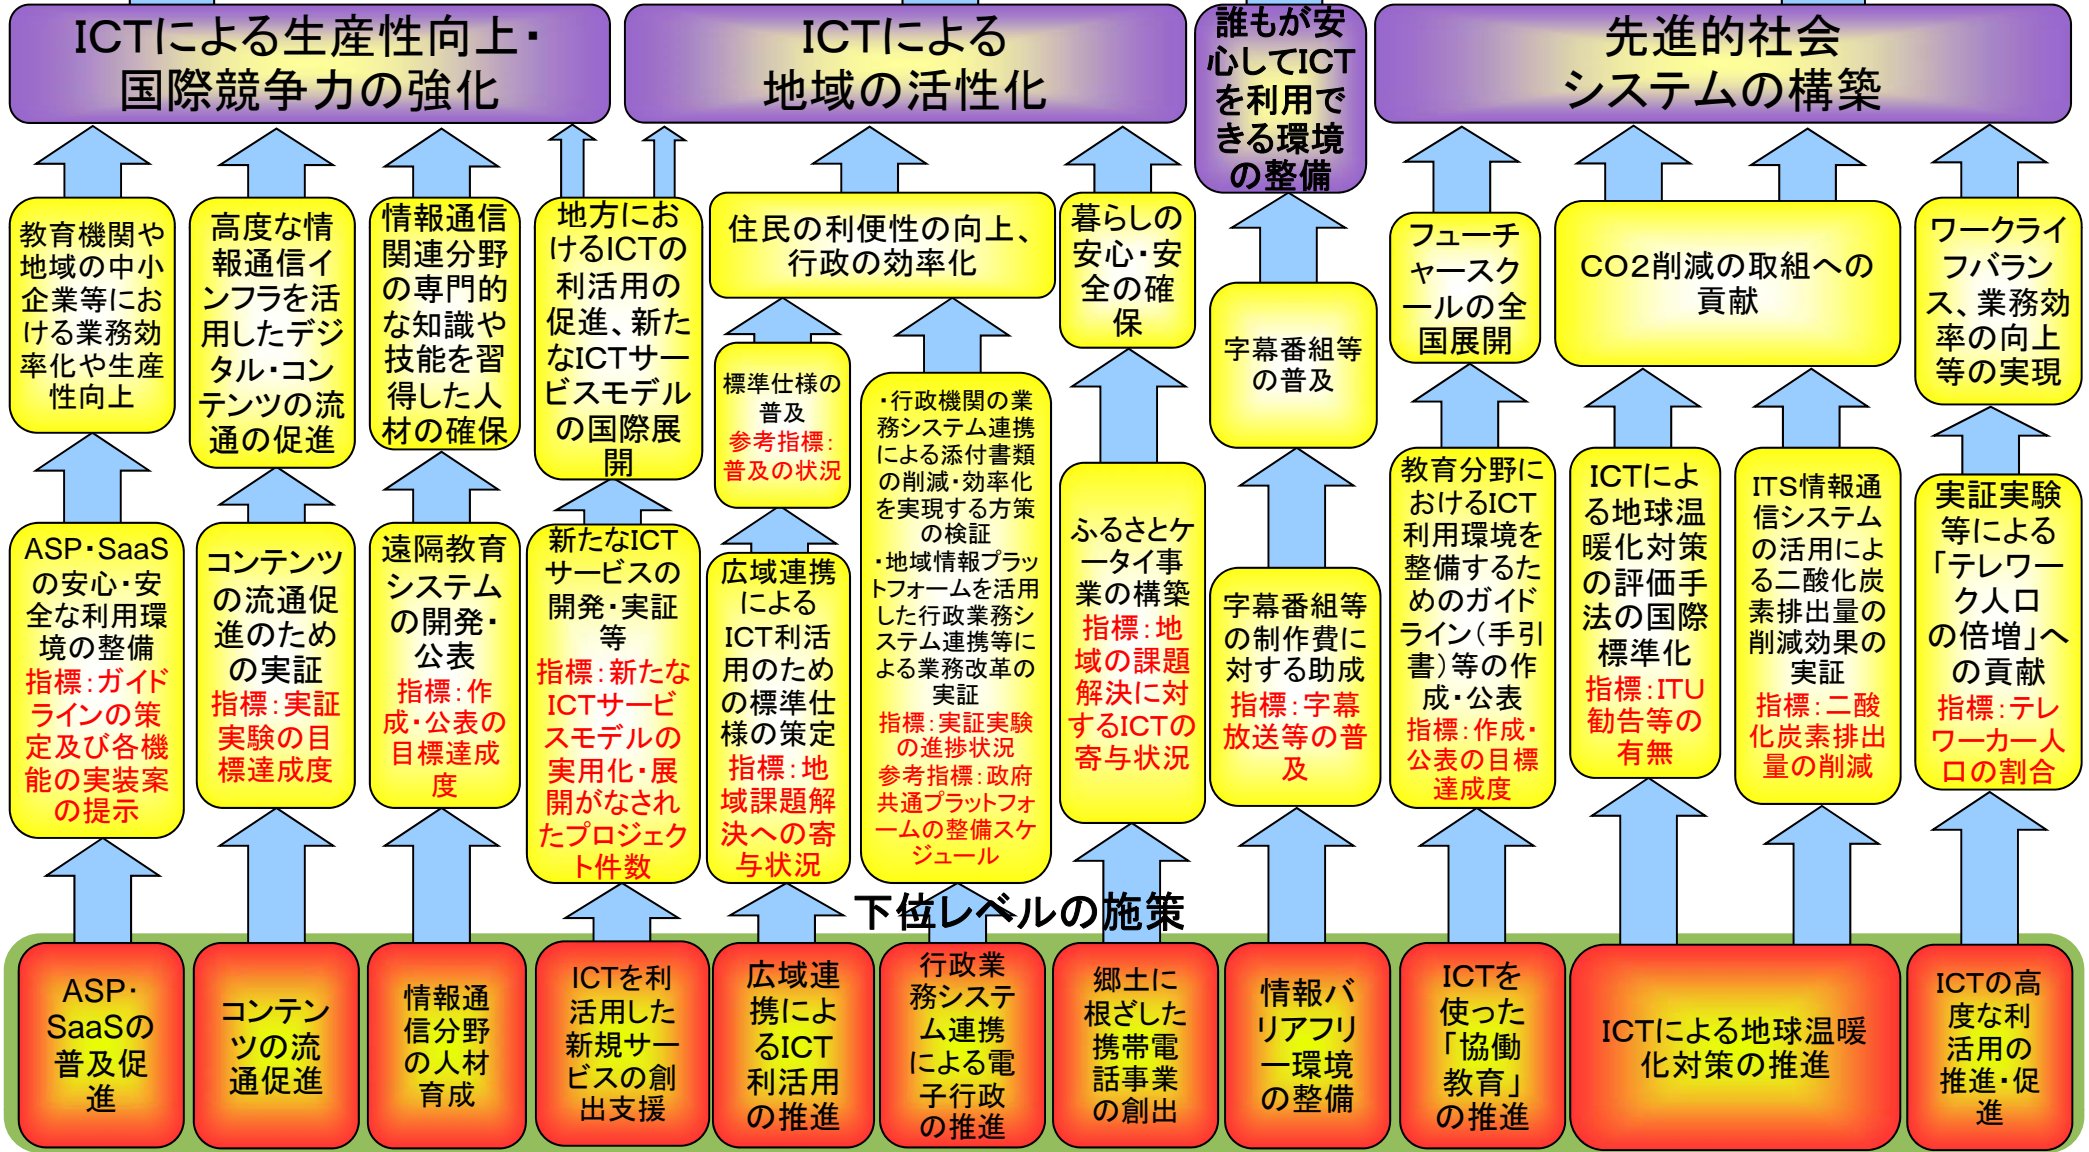 ICTによる生産性向上・
国際競争力の強化
ICTによる
地域の活性化
誰もが安
心してICT
を利用で
きる環境
の整備
先進的社会
システムの構築
教育機関や
地域の中小
企業等にお
ける業務効
率化や生産
性向上
高度な情
報通信イ
ンフラを活
用したデジ
タル・コン
テンツの流
通の促進
情報通信
関連分野
の専門的
な知識や
技能を習
得した人
材の確保
地方にお
けるICTの
利活用の
促進、新た
なICTサー
ビスモデル
の国際展
開
住民の利便性の向上、
行政の効率化
暮らしの
安心・安
全の確
保
字幕番組等
の普及
フューチ
ャースク
ールの全
国展開
CO2削減の取組への
貢献
ワークライ
フバラン
ス、業務効
率の向上
等の実現
標準仕様の
普及
参考指標：
普及の状況
・行政機関の業
務システム連携
による添付書類
の削減・効率化
を実現する方策
の検証
・地域情報プラッ
トフォームを活用
した行政業務シ
ステム連携等に
よる業務改革の
実証
指標：実証実験
の進捗状況
参考指標：政府
共通プラットフォ
ームの整備スケ
ジュール
ASP・SaaS
の安心・安
全な利用環
境の整備
指標：ガイド
ラインの策
定及び各機
能の実装案
の提示
コンテンツ
の流通促
進のため
の実証
指標：実証
実験の目
標達成度
遠隔教育
システム
の開発・
公表
指標：作
成・公表の
目標達成
度
新たなICT
サービスの
開発・実証
等
指標：新たな
ICTサービ
スモデルの
実用化・展
開がなされ
たプロジェク
ト件数
広域連携
による
ICT利活
用のため
の標準仕
様の策定
指標：地
域課題解
決への寄
与状況
ふるさとケ
ータイ事
業の構築
指標：地
域の課題
解決に対
するICTの
寄与状況
字幕番組等
の制作費に
対する助成
指標：字幕
放送等の普
及
教育分野に
おけるICT
利用環境を
整備するた
めのガイド
ライン（手引
書）等の作
成・公表
指標：作成・
公表の目標
達成度
ICTによ
る地球温
暖化対策
の評価手
法の国際
標準化
指標：ITU
勧告等の
有無
ITS情報通
信システム
の活用によ
る二酸化炭
素排出量の
削減効果の
実証
指標：二酸
化炭素排出
量の削減
実証実験
等による
「テレワー
ク人口
の倍増」へ
の貢献
指標：テレ
ワーカー人
口の割合
下位レベルの施策
ASP・
SaaSの
普及促
進
コンテン
ツの流
通促進
情報通
信分野
の人材
育成
ICTを利
活用した
新規サー
ビスの創
出支援
広域連
携によ
るICT
利活用
の推進
行政業
務システ
ム連携
による電
子行政
の推進
郷土に
根ざした
携帯電
話事業
の創出
情報バ
リアフリ
ー環境
の整備
ICTを
使った
「協働
教育」
の推進
ICTによる地球温暖
化対策の推進
ICTの高
度な利
活用の
推進・促
進